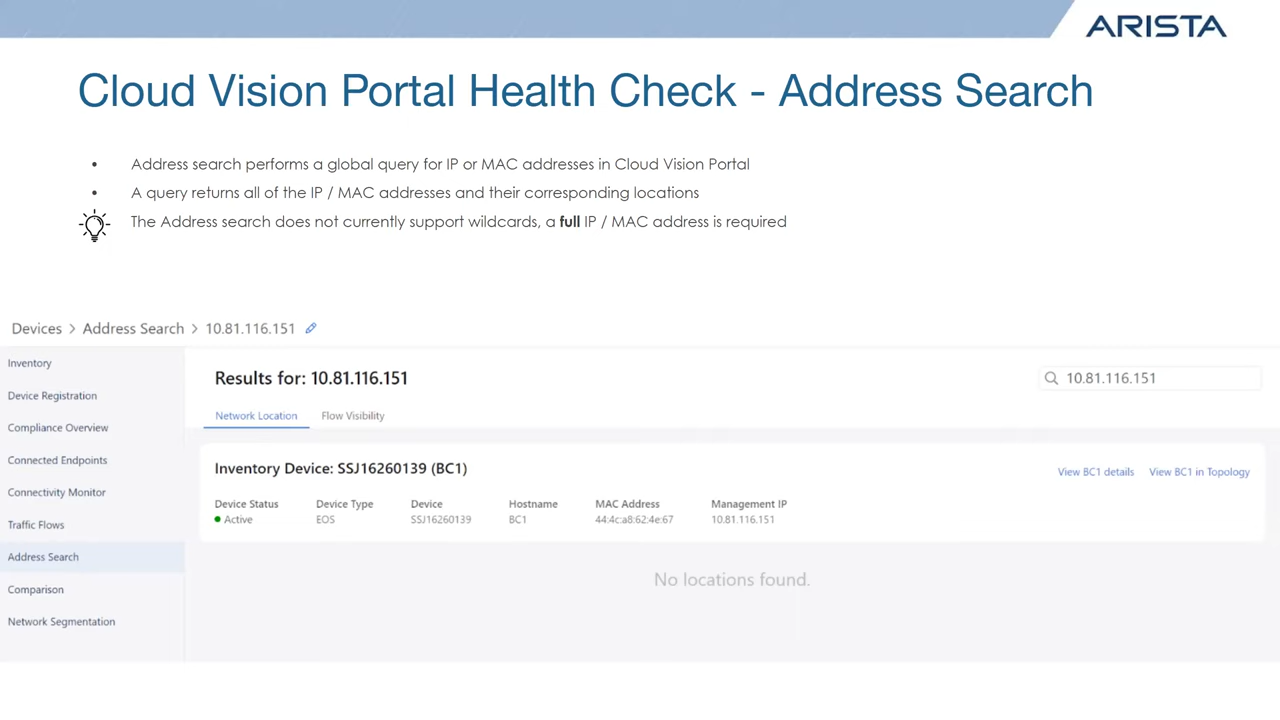 ARISTA
Cloud Vision Portal Health Check - Address Search
• Address search performs a global query for IP or MAC addresses in Cloud Vision Portal
• A query returns all of the IP / MAC addresses and their corresponding locations
The Address search does not currently support wildcards, a full IP / MAC address is required
Devices > Address Search > 10.81.116.151
Inventory
Device Registration
Compliance Overview
Connected Endpoints
Connectivity Monitor
Traffic Flows
Address Search
Comparison
Network Segmentation
Results for: 10.81.116.151
10.81.116.151
Network Location Flow Visibility
Inventory Device: SSJ16260139 (BC1)
View BC1 details View BC1 in Topology
Device Status Device Type Device Hostname MAC Address Management IP
Active EOS SSJ16260139 BC1 44:4c:a8:62:4e:67 10.81.116.151
No locations found.